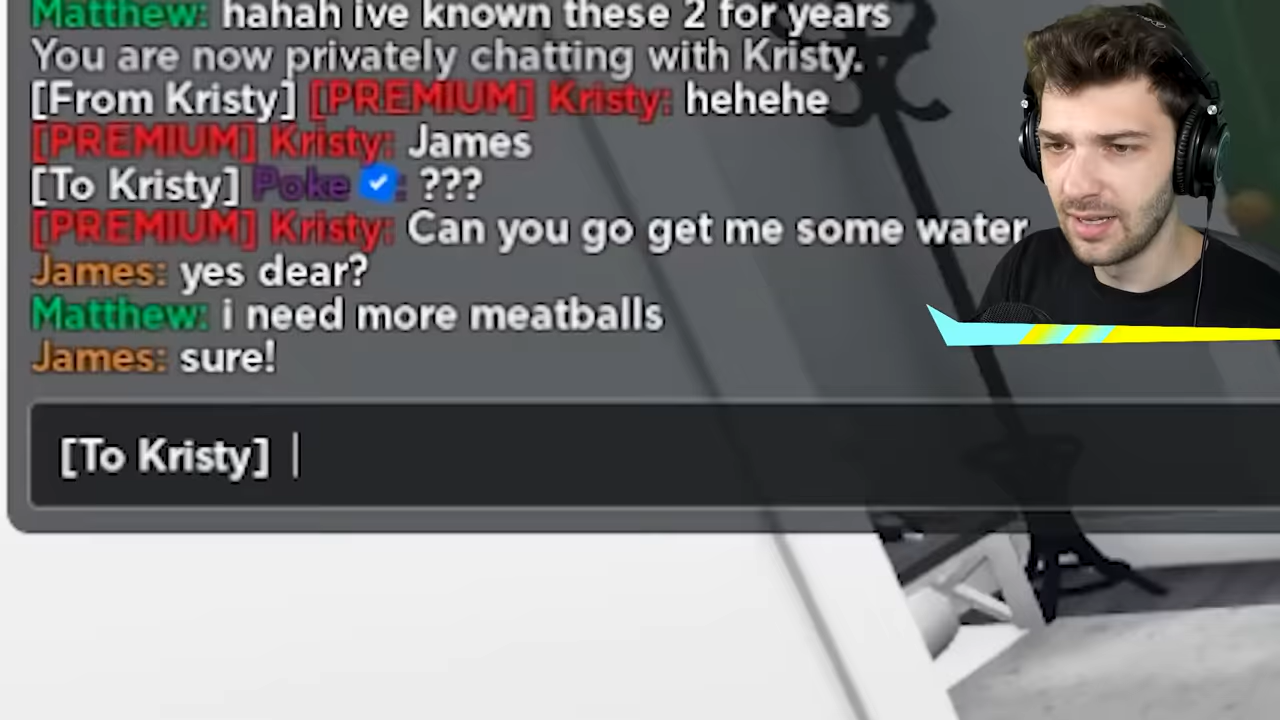 Matthew: hahah ive known these 2 for years
You are now privately chatting with Kristy.
[From Kristy] [PREMIUM] Kristy: hehehe
[PREMIUM] Kristy: James
[To Kristy] Poke : ???
[PREMIUM] Kristy: Can you go get me some water
James: yes dear?
Matthew: i need more meatballs
James: sure!
[To Kristy]